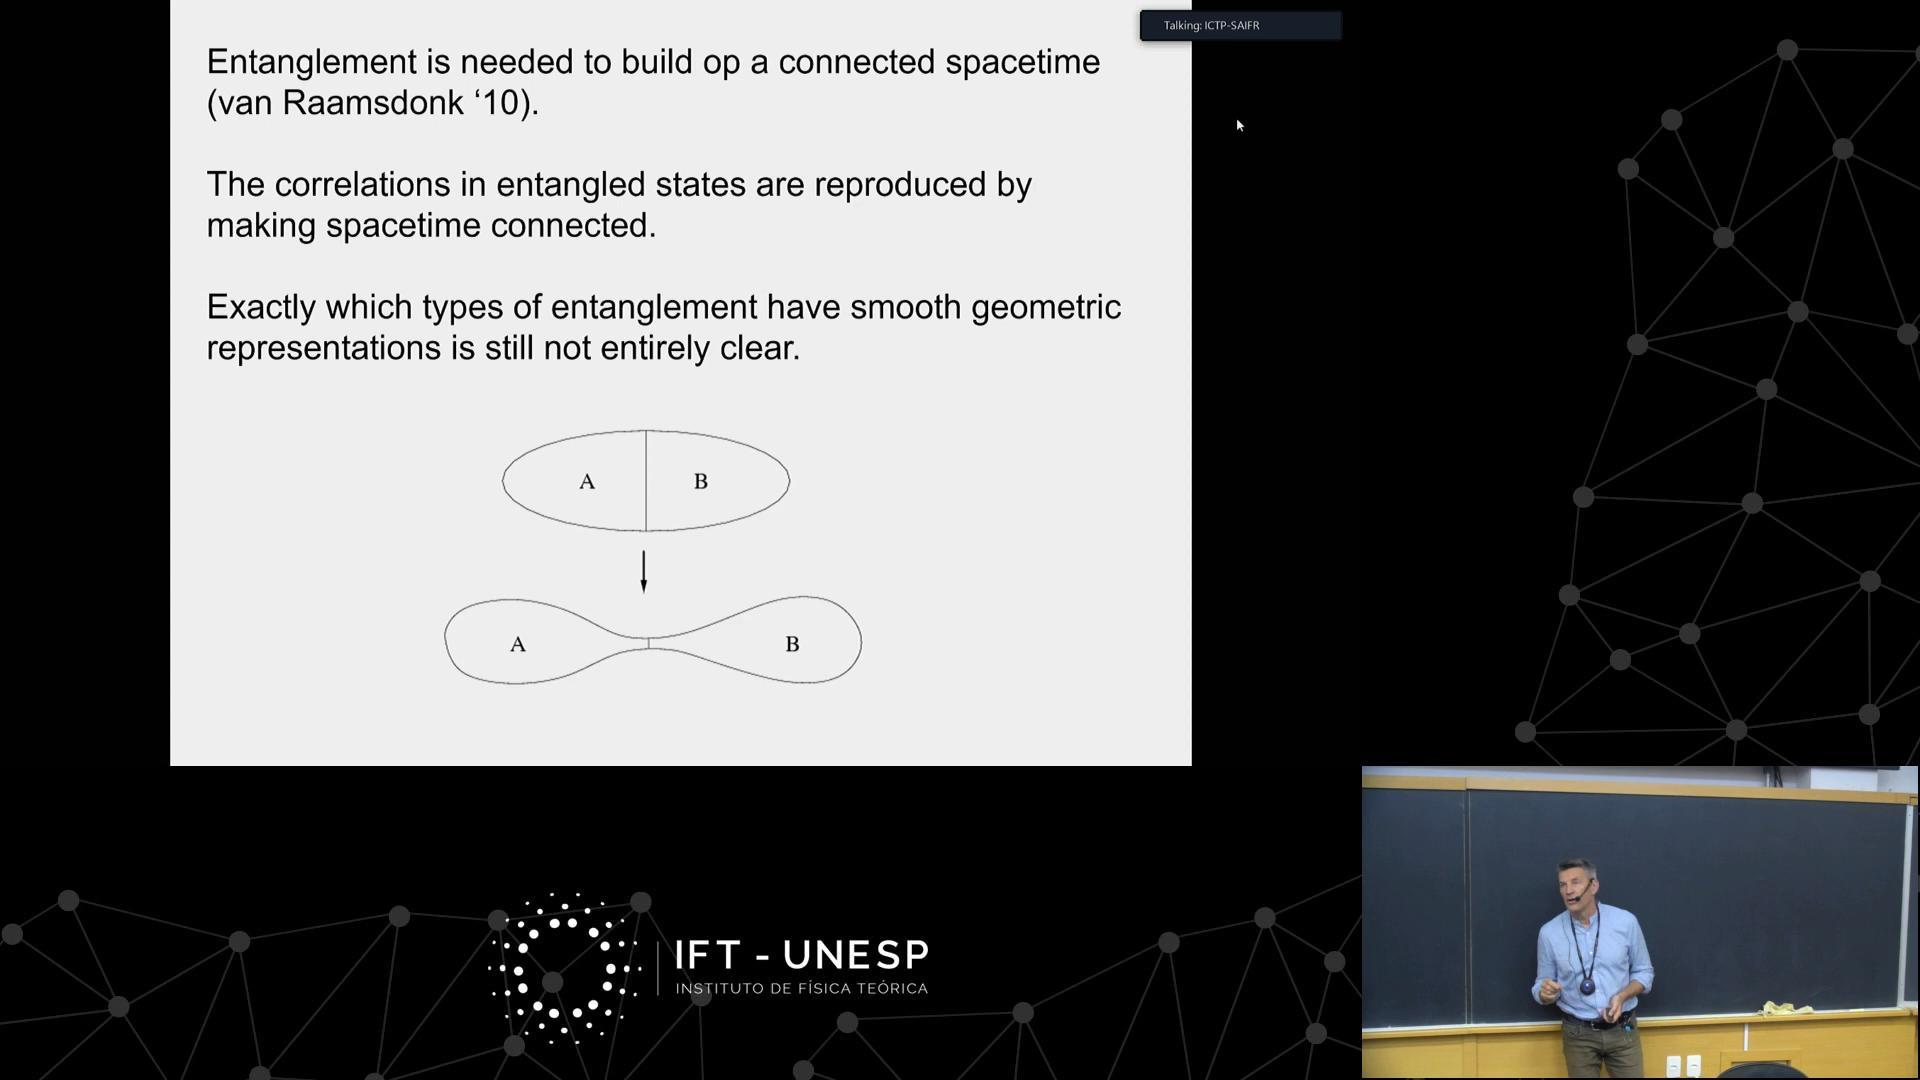 Talking: ICTP-SAIFR
Entanglement is needed to build op a connected spacetime
(van Raamsdonk ‘10).
The correlations in entangled states are reproduced by
making spacetime connected.
Exactly which types of entanglement have smooth geometric
representations is still not entirely clear.
A B
A B
IFT - UNESP
INSTITUTO DE FÍSICA TEÓRICA